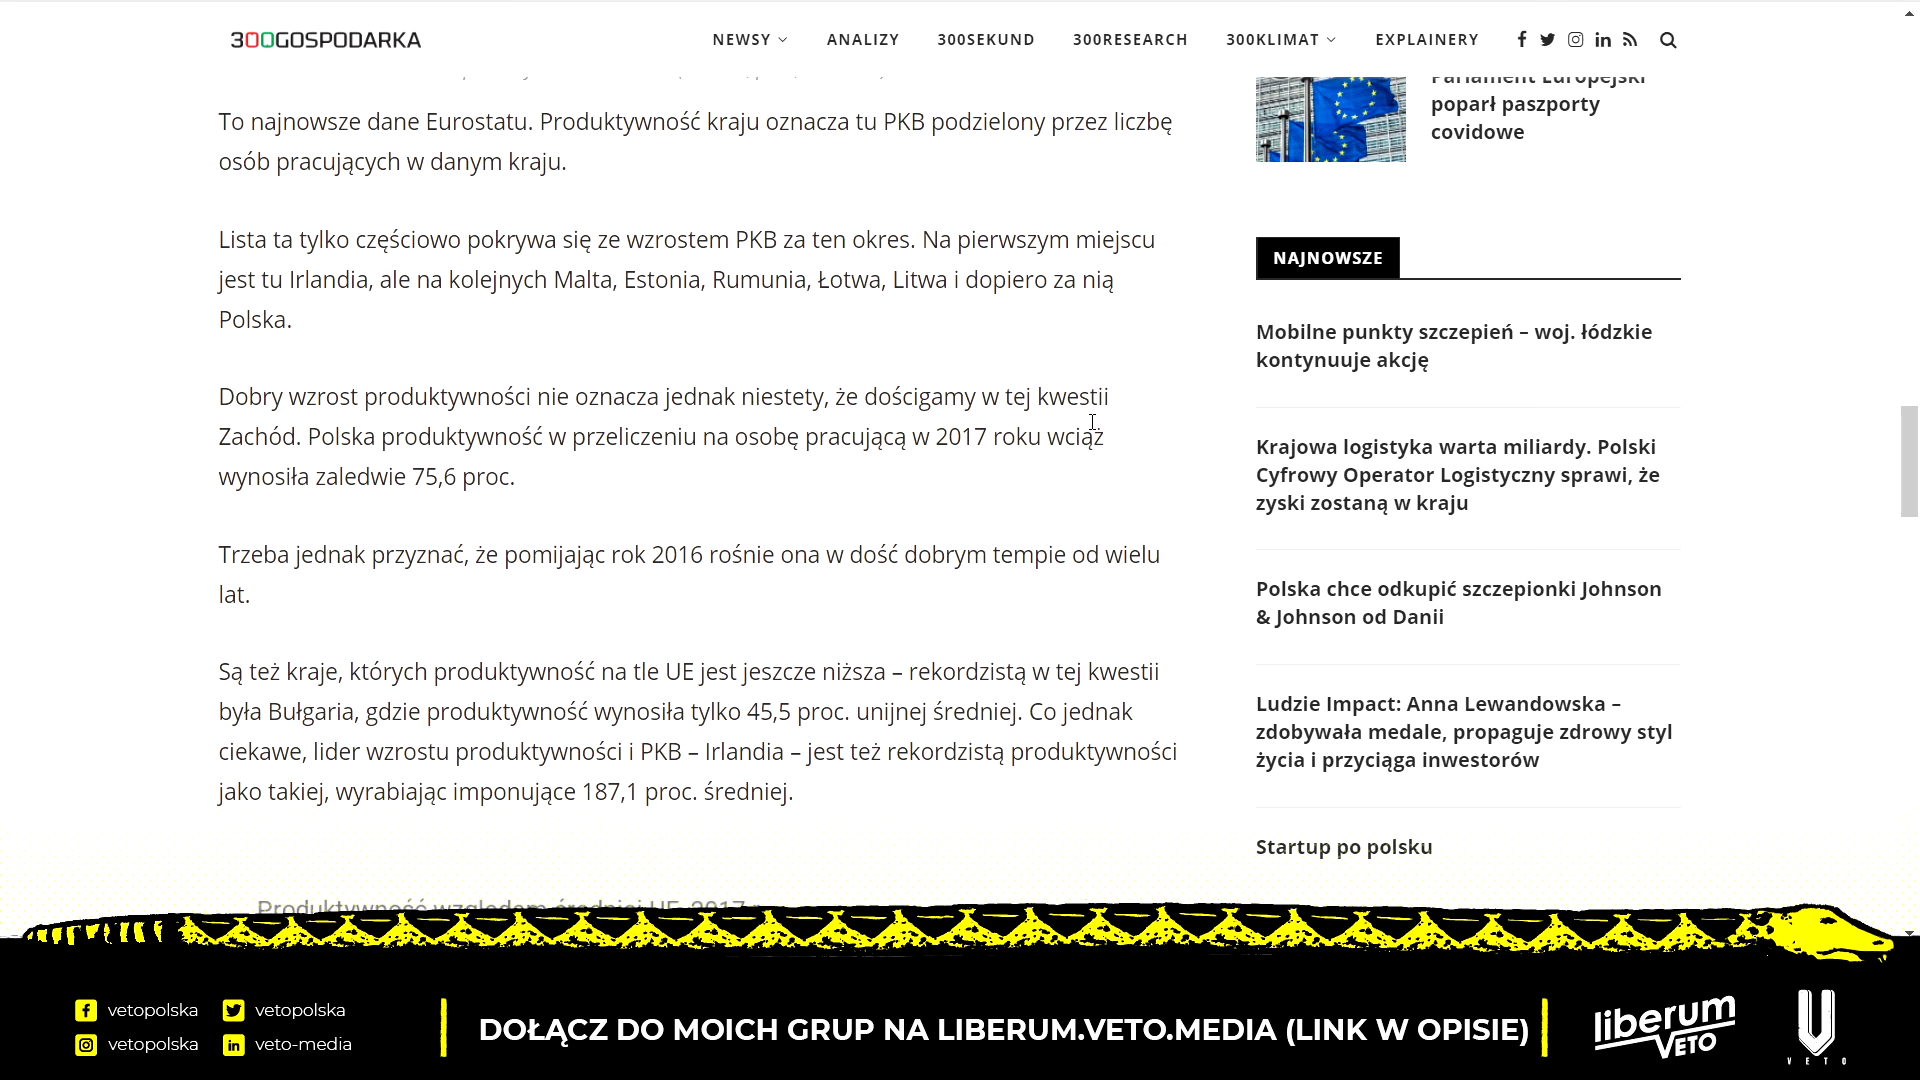 300GOSPODARKA
NEWSY
ANALIZY
300SEKUND
300RESEARCH
300KLIMAT
EXPLAINERY
To najnowsze dane Eurostatu. Produktywność kraju oznacza tu PKB podzielony przez liczbę
osób pracujących w danym kraju.
Lista ta tylko częściowo pokrywa się ze wzrostem PKB za ten okres. Na pierwszym miejscu
jest tu Irlandia, ale na kolejnych Malta, Estonia, Rumunia, Łotwa, Litwa i dopiero za nią
Polska.
Dobry wzrost produktywności nie oznacza jednak niestety, że dościgamy w tej kwestii
Zachód. Polska produktywność w przeliczeniu na osobę pracującą w 2017 roku wciąż
wynosiła zaledwie 75,6 proc.
Trzeba jednak przyznać, że pomijając rok 2016 rośnie ona w dość dobrym tempie od wielu
lat.
Są też kraje, których produktywność na tle UE jest jeszcze niższa – rekordzistą w tej kwestii
była Bułgaria, gdzie produktywność wynosiła tylko 45,5 proc. unijnej średniej. Co jednak
ciekawe, lider wzrostu produktywności i PKB – Irlandia – jest też rekordzistą produktywności
jako takiej, wyrabiając imponujące 187,1 proc. średniej.
Produktywność względem średniej UE, 2017 r.
Parlament Europejski
poparł paszporty
covidowe
NAJNOWSZE
Mobilne punkty szczepień – woj. łódzkie
kontynuuje akcję
Krajowa logistyka warta miliardy. Polski
Cyfrowy Operator Logistyczny sprawi, że
zyski zostaną w kraju
Polska chce odkupić szczepionki Johnson
& Johnson od Danii
Ludzie Impact: Anna Lewandowska –
zdobywała medale, propaguje zdrowy styl
życia i przyciąga inwestorów
Startup po polsku
vetopolska
vetopolska
vetopolska
veto-media
DOŁĄCZ DO MOICH GRUP NA LIBERUM.VETO.MEDIA (LINK W OPISIE)
liberum
VETO
VETO